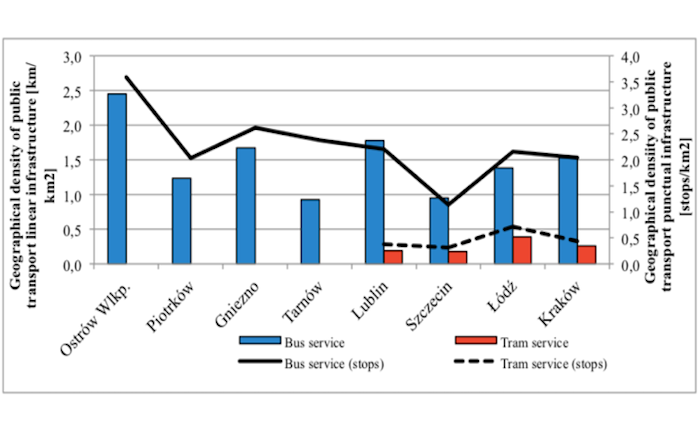 Geographical density of public
transport linear infrastructure [km/
km2]
3,0
2,5
2,0
1,5
1,0
0,5
0,0
4,0
3,5
3,0
2,5
2,0
1,5
1,0
0,5
0,0
Geographical density of public
transport punctual infrastructure
[stops/km2]
Ostrów Wlkp.
Piotrków
Gniezno
Tarnów
Lublin
Szczecin
Łódź
Kraków
Bus service
Tram service
Bus service (stops)
Tram service (stops)